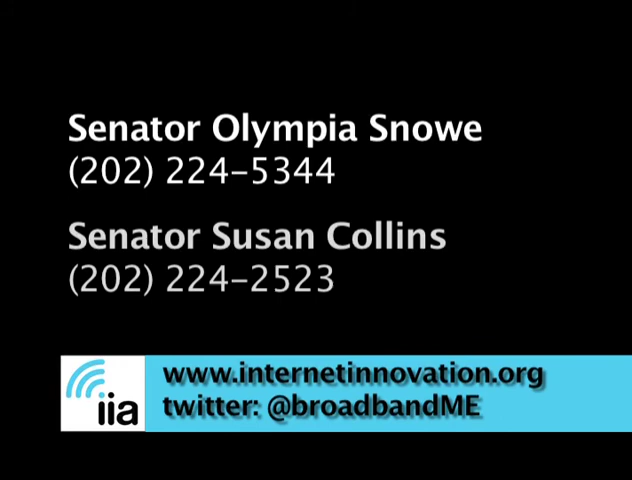 Senator Olympia Snowe
(202) 224-5344
Senator Susan Collins
(202) 224-2523
www.internetinnovation.org
twitter: @broadbandME
iia